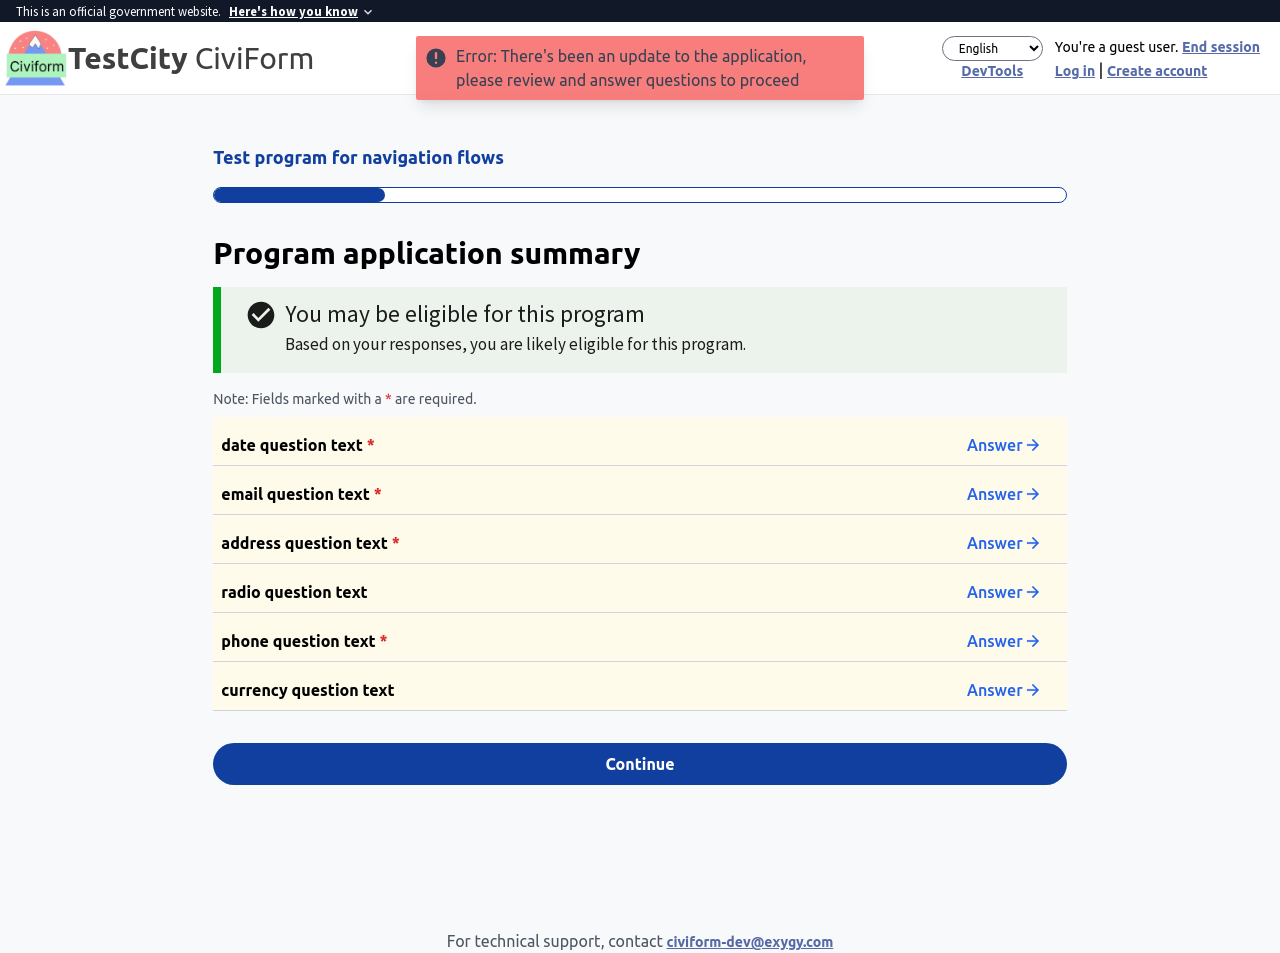 This is an official government website. Here's how you know
Civiform
TestCity CiviForm
Error: There's been an update to the application,
please review and answer questions to proceed
English
You're a guest user. End session
DevTools
Log in | Create account
Test program for navigation flows
Program application summary
You may be eligible for this program
Based on your responses, you are likely eligible for this program.
Note: Fields marked with a * are required.
date question text *
Answer
email question text *
Answer
address question text *
Answer
radio question text
Answer
phone question text *
Answer
currency question text
Answer
Continue
For technical support, contact civiform-dev@exygy.com